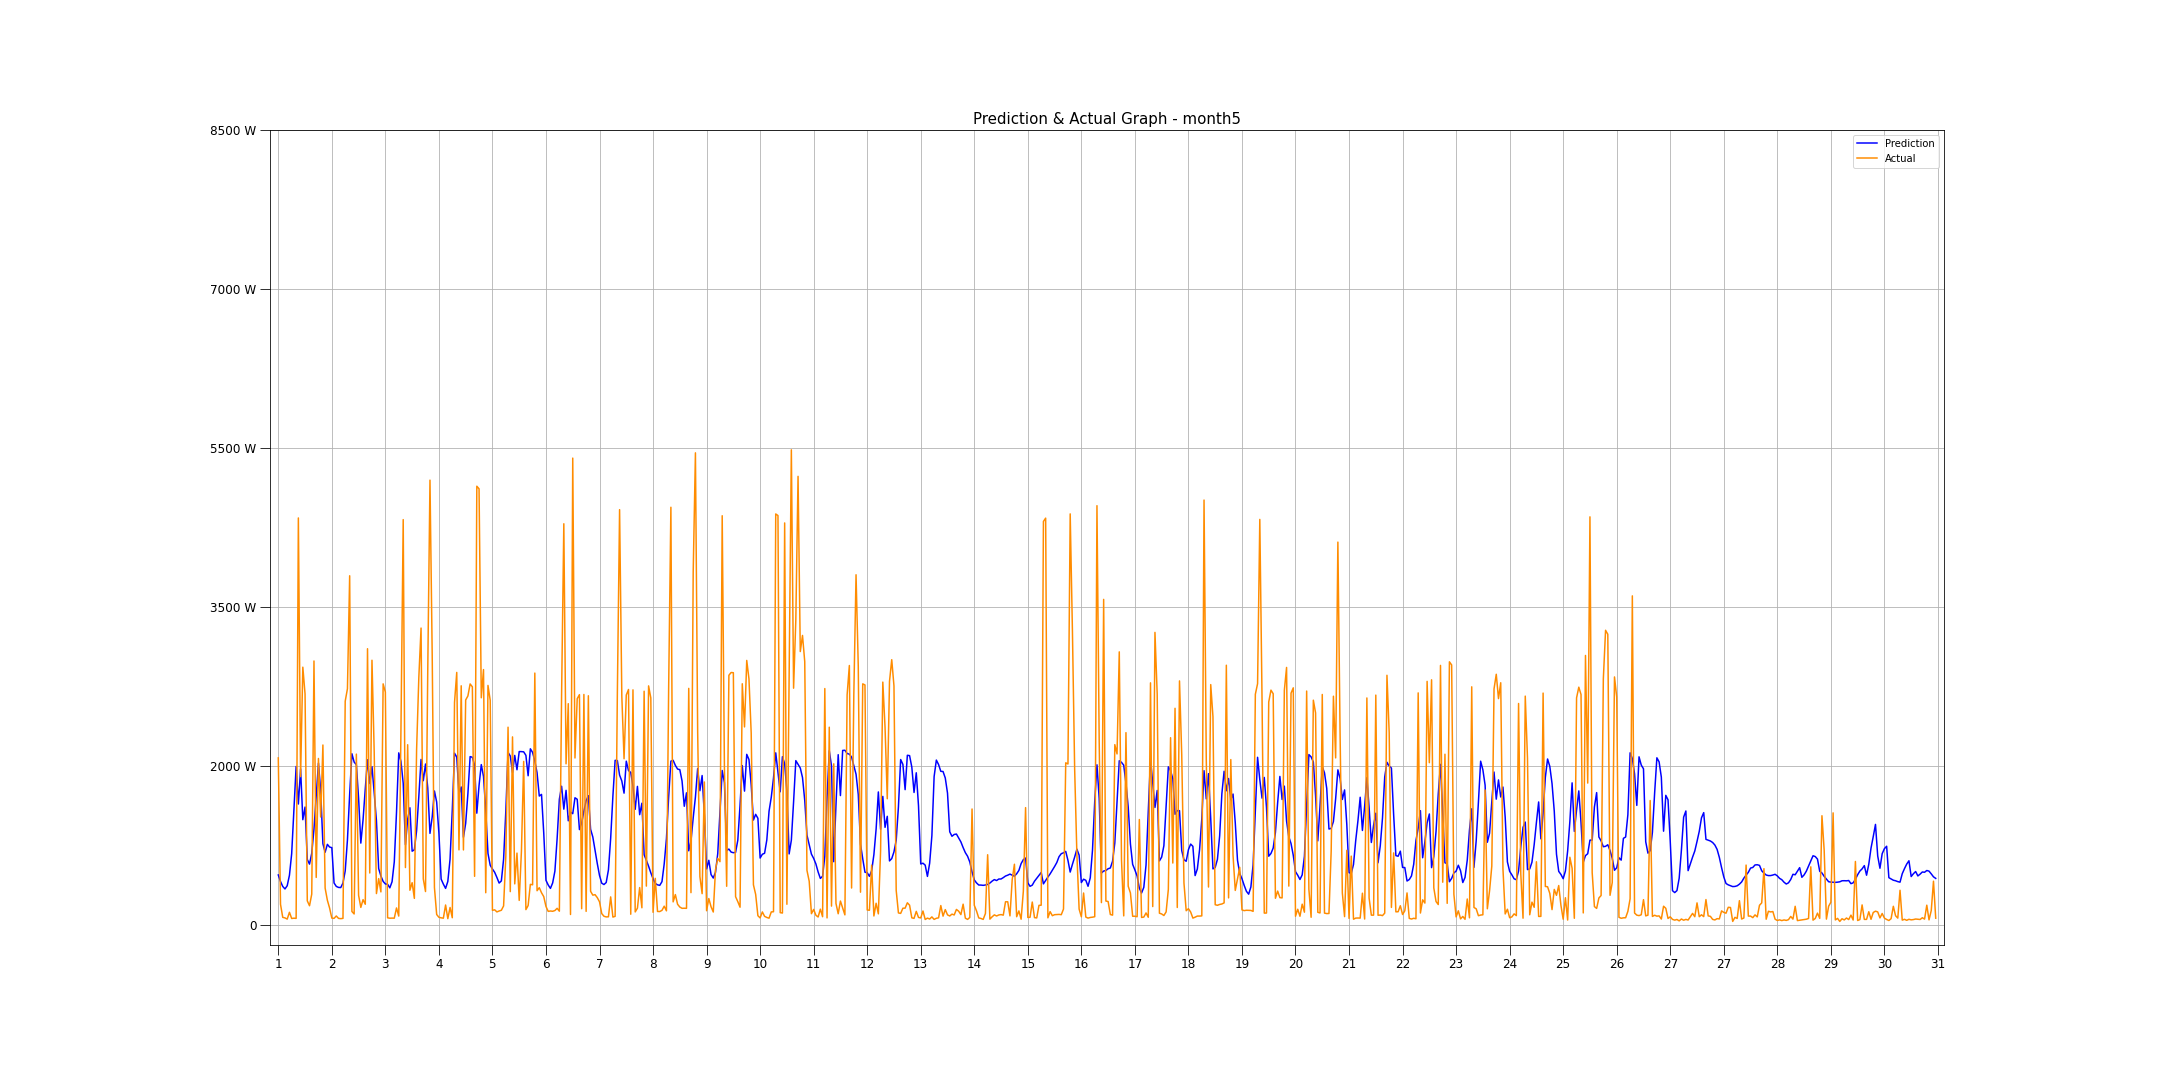 Prediction & Actual Graph - month5
Prediction
Actual
8500 W
7000 W
5500 W
3500 W
2000 W
0
1 2 3 4 5 6 7 8 9 10 11 12 13 14 15 16 17 18 19 20 21 22 23 24 25 26 27 27 28 29 30 31